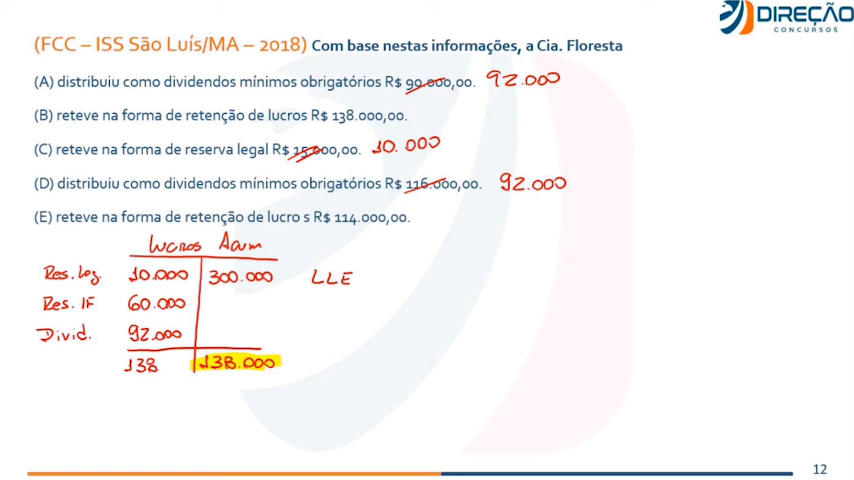 DIREÇÃO
CONCURSOS
(FCC – ISS São Luís/MA – 2018) Com base nestas informações, a Cia. Floresta
(A) distribuiu como dividendos mínimos obrigatórios R$ 90.000,00. 92.000
(B) reteve na forma de retenção de lucros R$ 138.000,00.
(C) reteve na forma de reserva legal R$ 15.000,00. 10.000
(D) distribuiu como dividendos mínimos obrigatórios R$ 116.000,00. 92.000
(E) reteve na forma de retenção de lucro s R$ 114.000,00.
Lucros Acum
Res. Leg. 10.000 300.000 LLE
Res. IF 60.000
Divid. 92.000
138 138.000
12